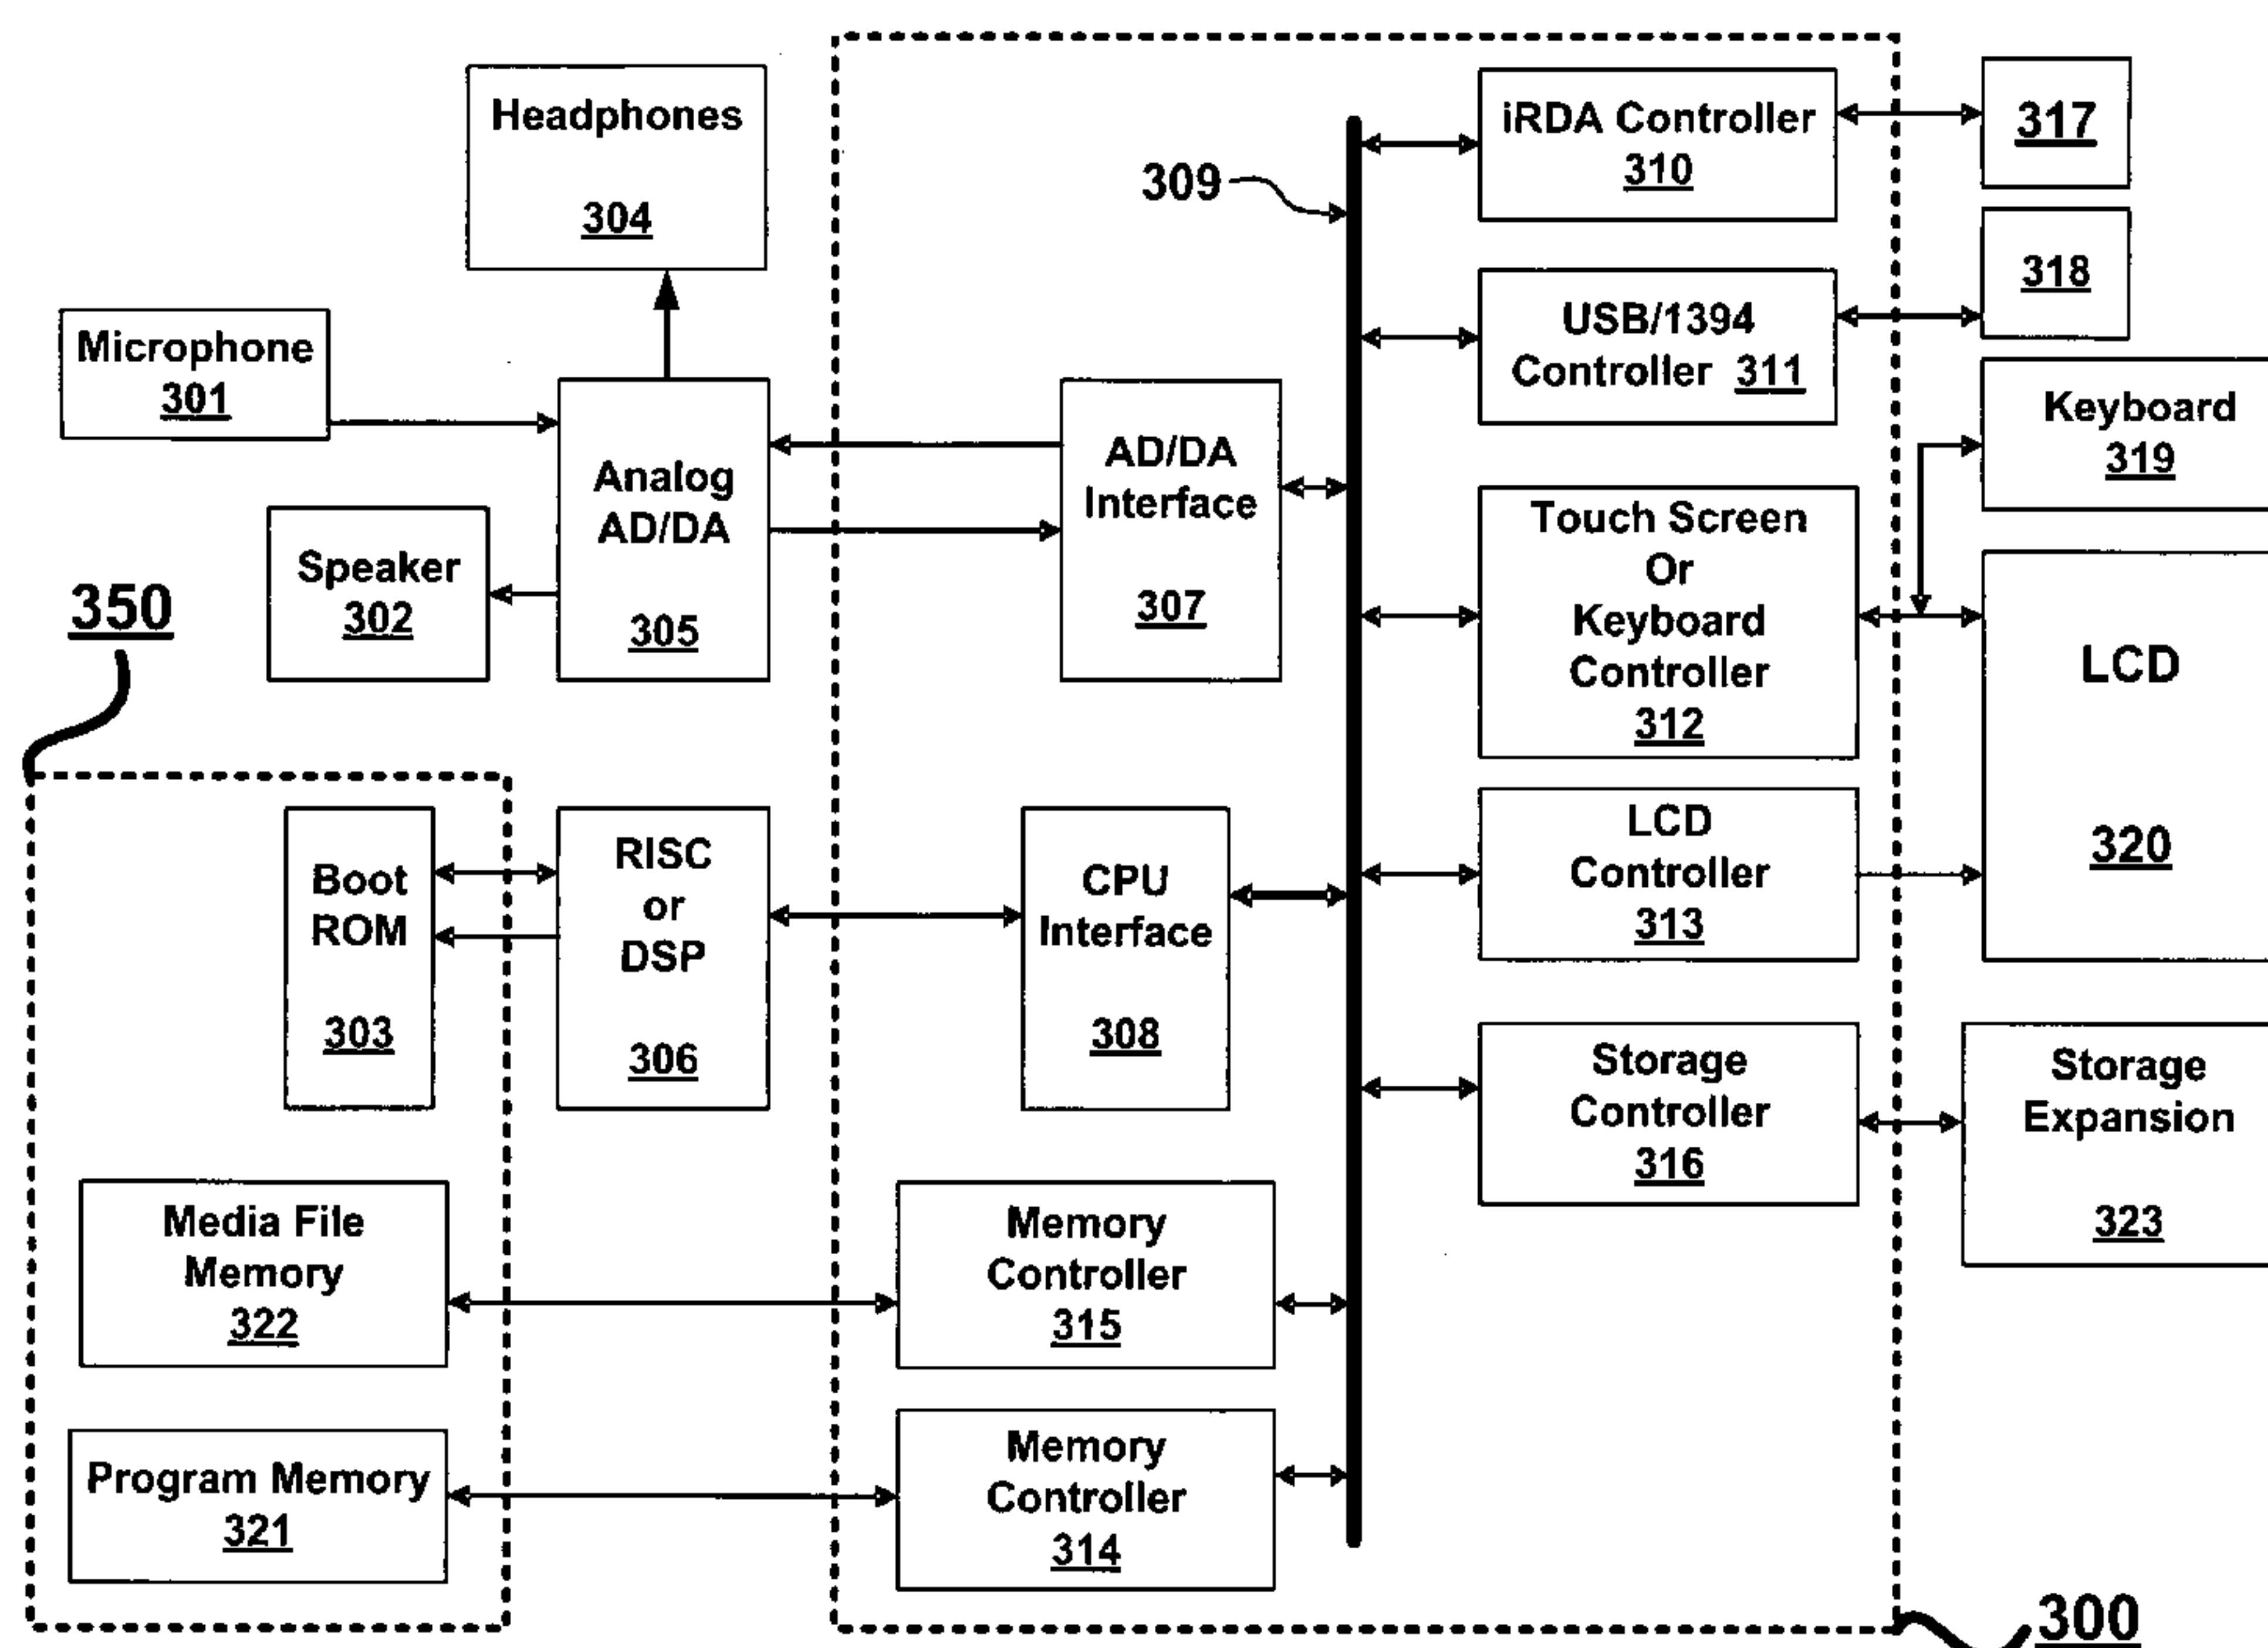 Headphones
304
iRDA Controller
310
317
309
318
Microphone
301
USB/1394
Controller 311
Keyboard
319
Analog
AD/DA
305
AD/DA
Interface
307
Touch Screen
Or
Keyboard
Controller
312
Speaker
302
350
LCD
320
Boot
ROM
303
RISC
or
DSP
306
CPU
Interface
308
LCD
Controller
313
Storage
Controller
316
Storage
Expansion
323
Media File
Memory
322
Memory
Controller
315
Program Memory
321
Memory
Controller
314
300